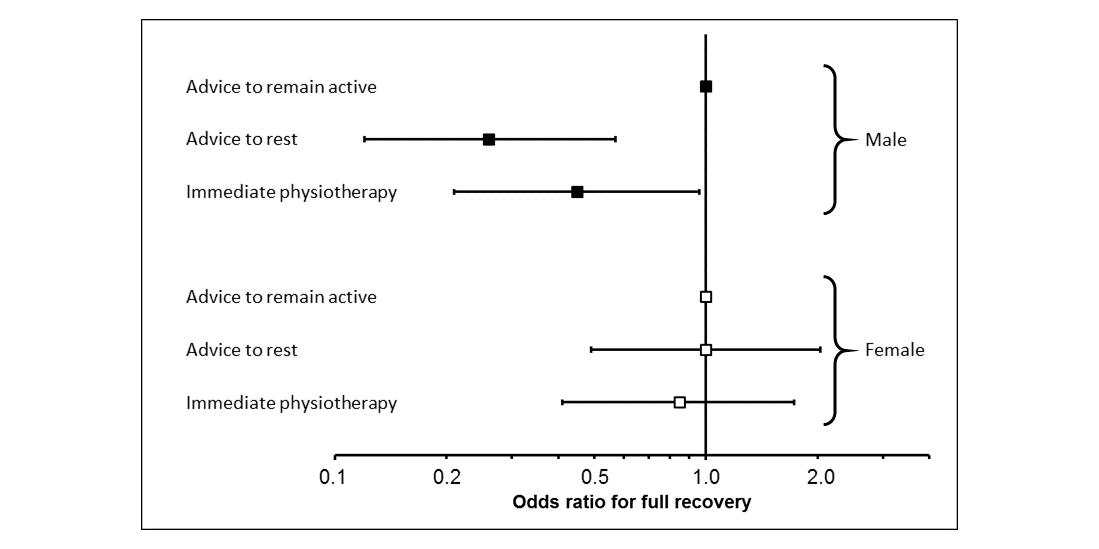 Advice to remain active
Advice to rest
Male
Immediate physiotherapy
Advice to remain active
Advice to rest
Female
Immediate physiotherapy
0.1 0.2 0.5 1.0 2.0
Odds ratio for full recovery